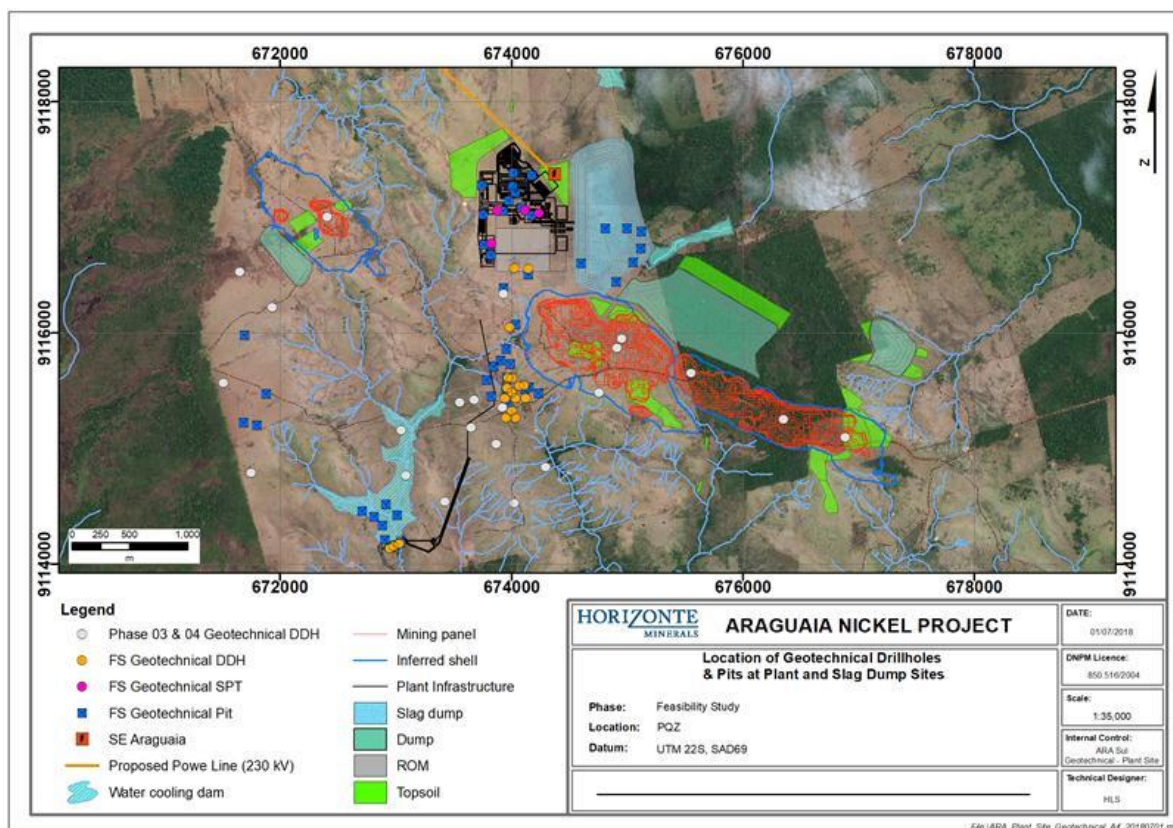 672000 674000 676000 678000
9118000 9118000
N
9116000 9116000
0 250 500 1,000
m
9114000 9114000
672000 674000 676000 678000
Legend
Phase 03 & 04 Geotechnical DDH
FS Geotechnical DDH
FS Geotechnical SPT
FS Geotechnical Pit
SE Araguaia
Proposed Powe Line (230 kV)
Water cooling dam
Mining panel
Inferred shell
Plant Infrastructure
Slag dump
Dump
ROM
Topsoil
HORIZONTE
MINERALS
ARAGUAIA NICKEL PROJECT
Location of Geotechnical Drillholes
& Pits at Plant and Slag Dump Sites
Phase: Feasibility Study
Location: PQZ
Datum: UTM 22S, SAD69
DATE:
01/07/2018
DNPM Licence:
850.516/2004
Scale:
1:35,000
Internal Control:
ARA Sul
Geotechnical - Plant Site
Technical Designer:
HLS
File:\ARA_Plant_Site_Geotechnical_A4_20180701.m